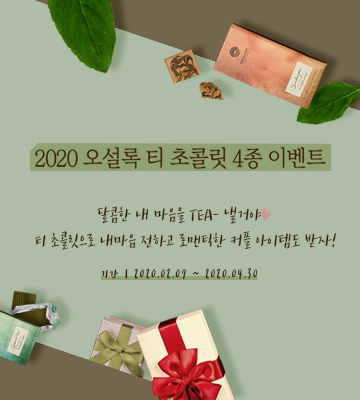 2020 오설록 티 초콜릿 4종 이벤트
달콤한 내 마음을 TEA- 낼거야
티 초콜릿으로 내마음 전하고 로맨틱한 커플 아이템도 받자!
기간 | 2020.02.09 ~ 2020.04.30